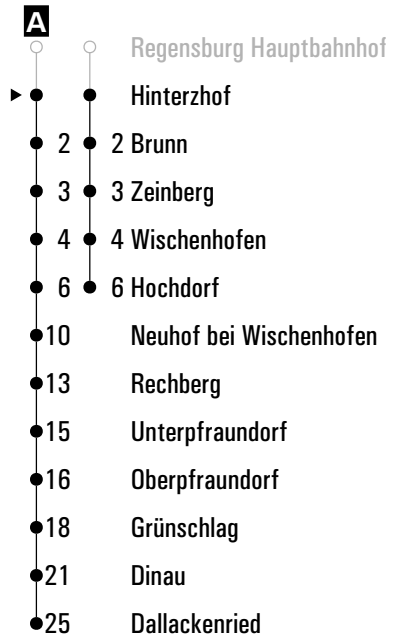 A
Regensburg Hauptbahnhof
Hinterzhof
2 2 Brunn
3 3 Zeinberg
4 4 Wischenhofen
6 6 Hochdorf
10 Neuhof bei Wischenhofen
13 Rechberg
15 Unterpfraundorf
16 Oberpfraundorf
18 Grünschlag
21 Dinau
25 Dallackenried